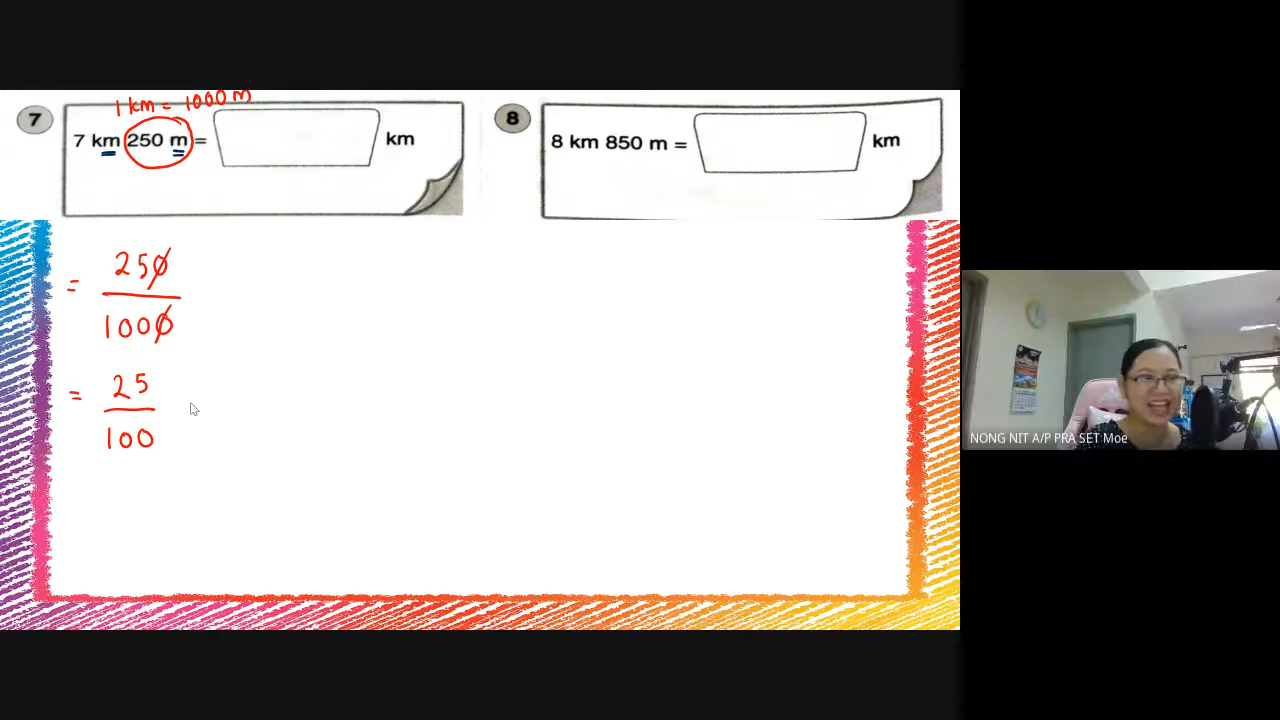 1 km = 1000 m
7
7 km 250 m = km
8
8 km 850 m = km
= 250/1000
= 25/100
NONG NIT A/P PRA SET Moe